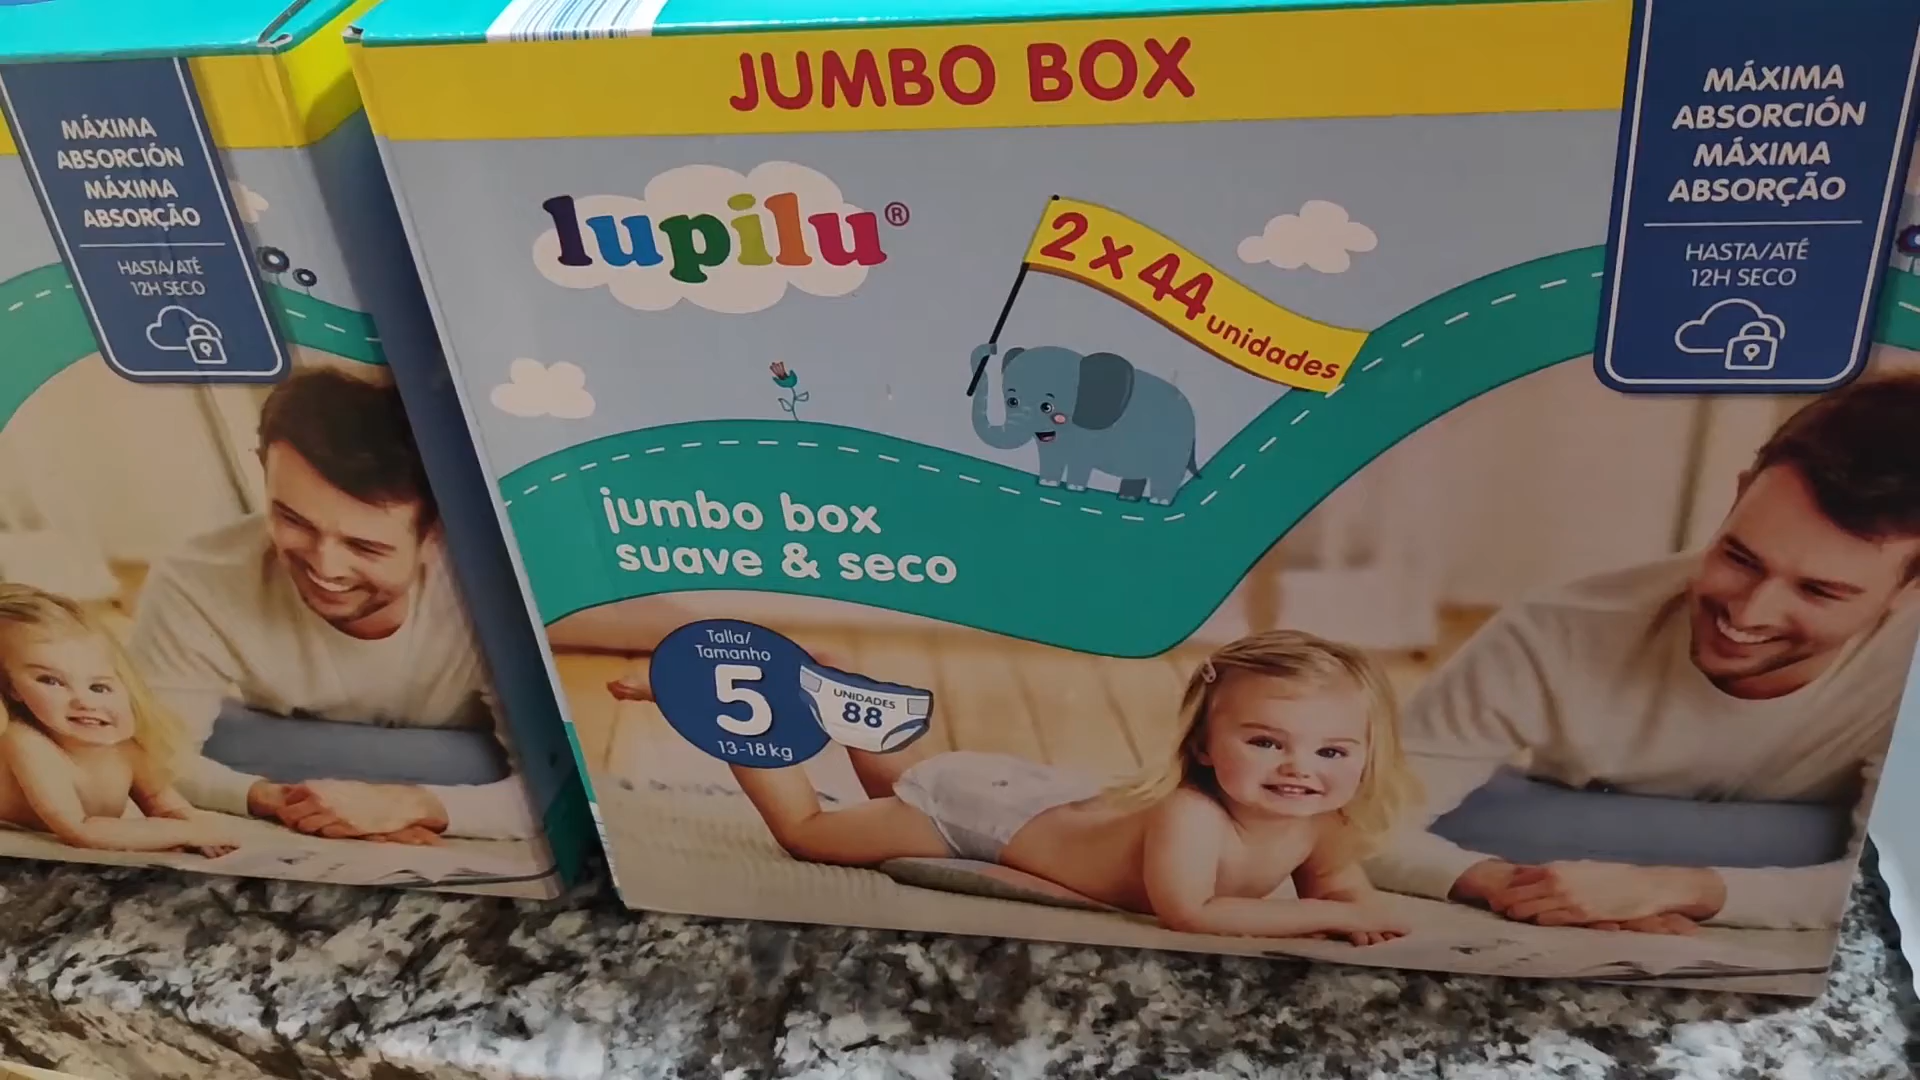 MÁXIMA
ABSORCIÓN
MÁXIMA
ABSORÇÃO
HASTA/ATÉ
12H SECO
JUMBO BOX
lupilu®
2 x 44 unidades
jumbo box
suave & seco
Talla/
Tamanho
5
13-18 kg
UNIDADES
88
MÁXIMA
ABSORCIÓN
MÁXIMA
ABSORÇÃO
HASTA/ATÉ
12H SECO